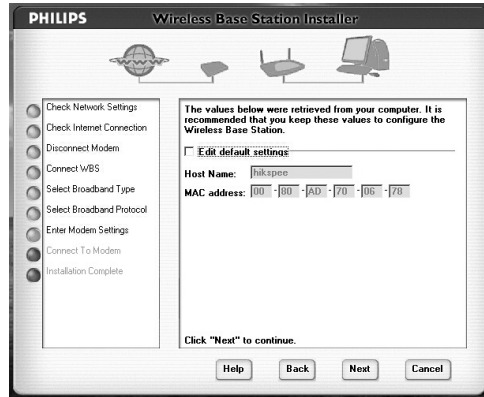 PHILIPS Wireless Base Station Installer
Check Network Settings
Check Internet Connection
Disconnect Modem
Connect WBS
Select Broadband Type
Select Broadband Protocol
Enter Modem Settings
Connect To Modem
Installation Complete
The values below were retrieved from your computer. It is
recommended that you keep these values to configure the
Wireless Base Station.
Edit default settings
Host Name: hikspee
MAC address: 00 - 80 - AD - 70 - 06 - 78
Click "Next" to continue.
Help Back Next Cancel